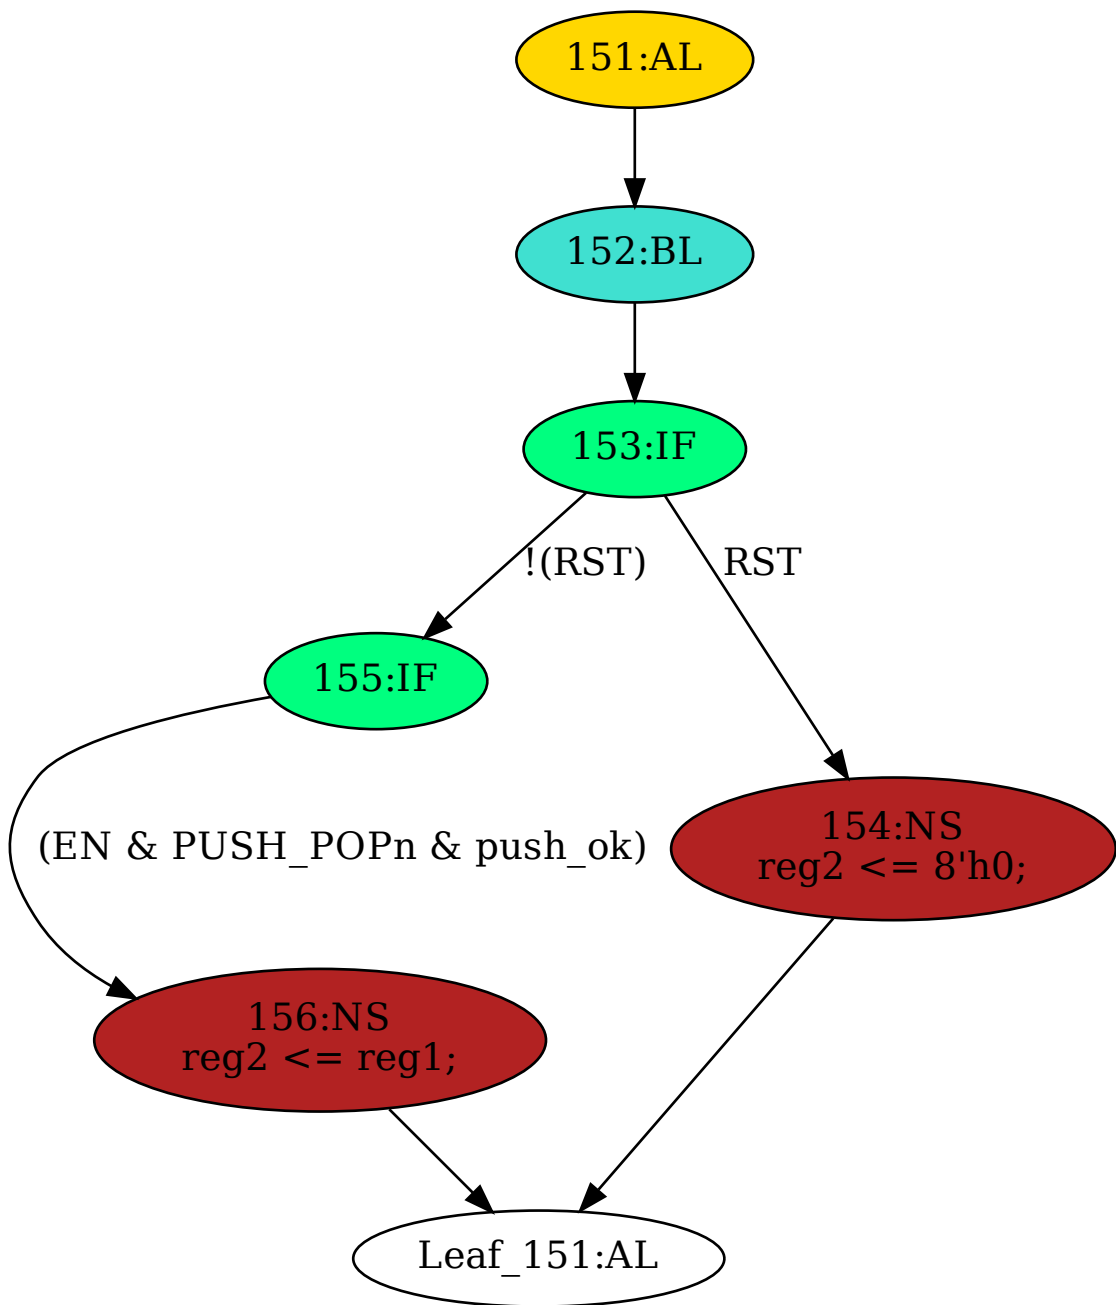 151:AL
152:BL
153:IF
!(RST)
RST
155:IF
(EN & PUSH_POPn & push_ok)
154:NS
reg2 <= 8'h0;
156:NS
reg2 <= reg1;
Leaf_151:AL